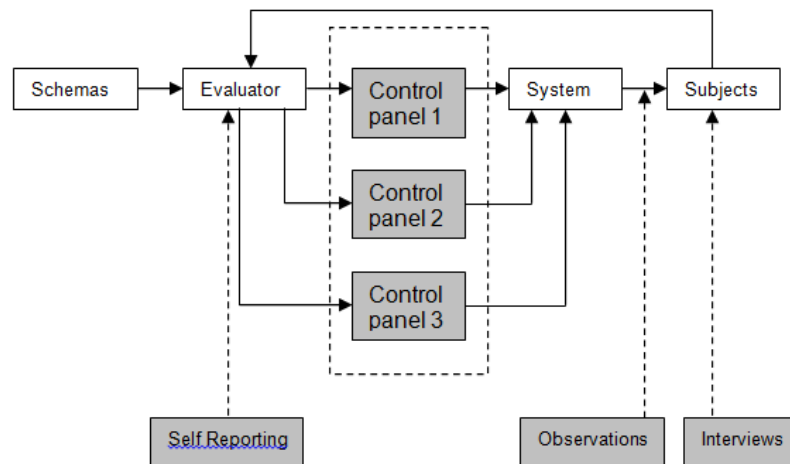 Schemas
Evaluator
Control
panel 1
System
Subjects
Control
panel 2
Control
panel 3
Self Reporting
Observations
Interviews